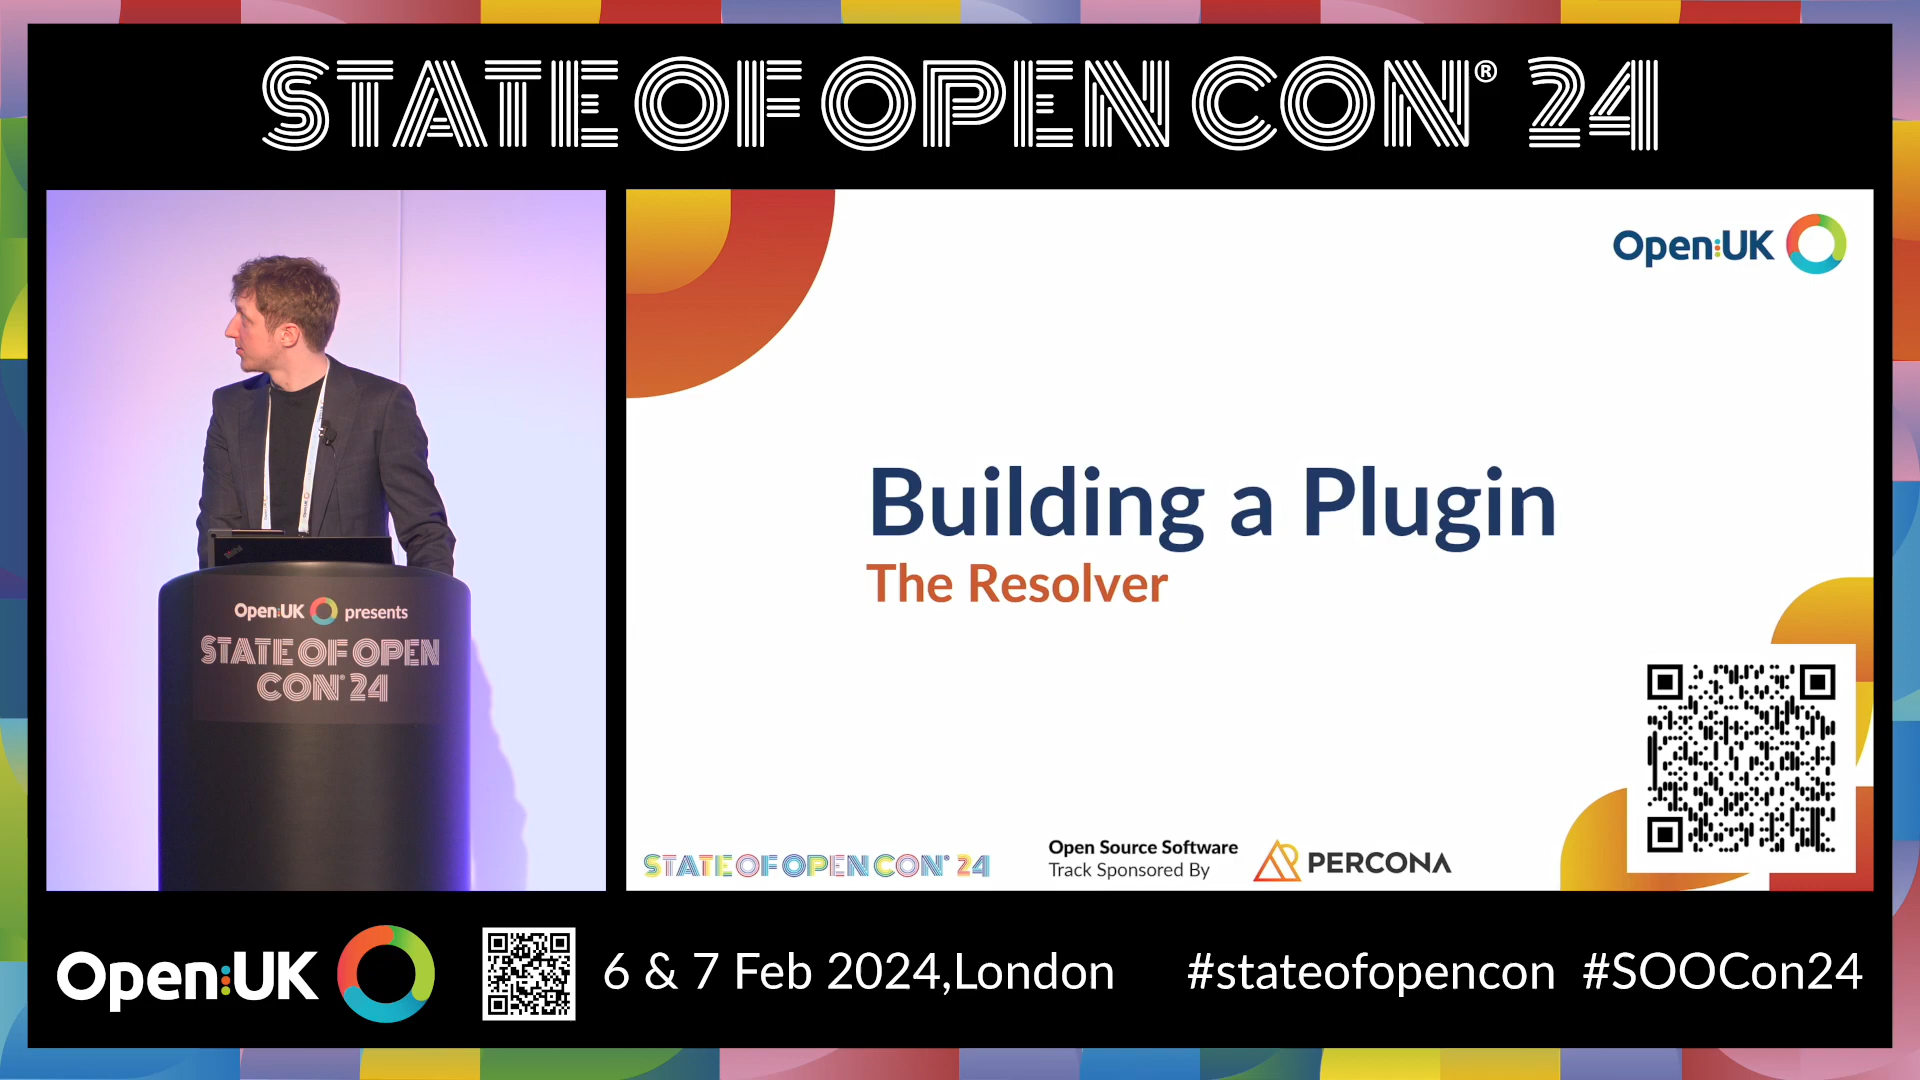 STATE OF OPEN CON® 24
Open:UK
Building a Plugin
The Resolver
Open:UK presents
STATE OF OPEN
CON® 24
STATE OF OPEN CON® 24
Open Source Software
Track Sponsored By
PERCONA
Open:UK
6 & 7 Feb 2024,London
#stateofopencon #SOOCon24